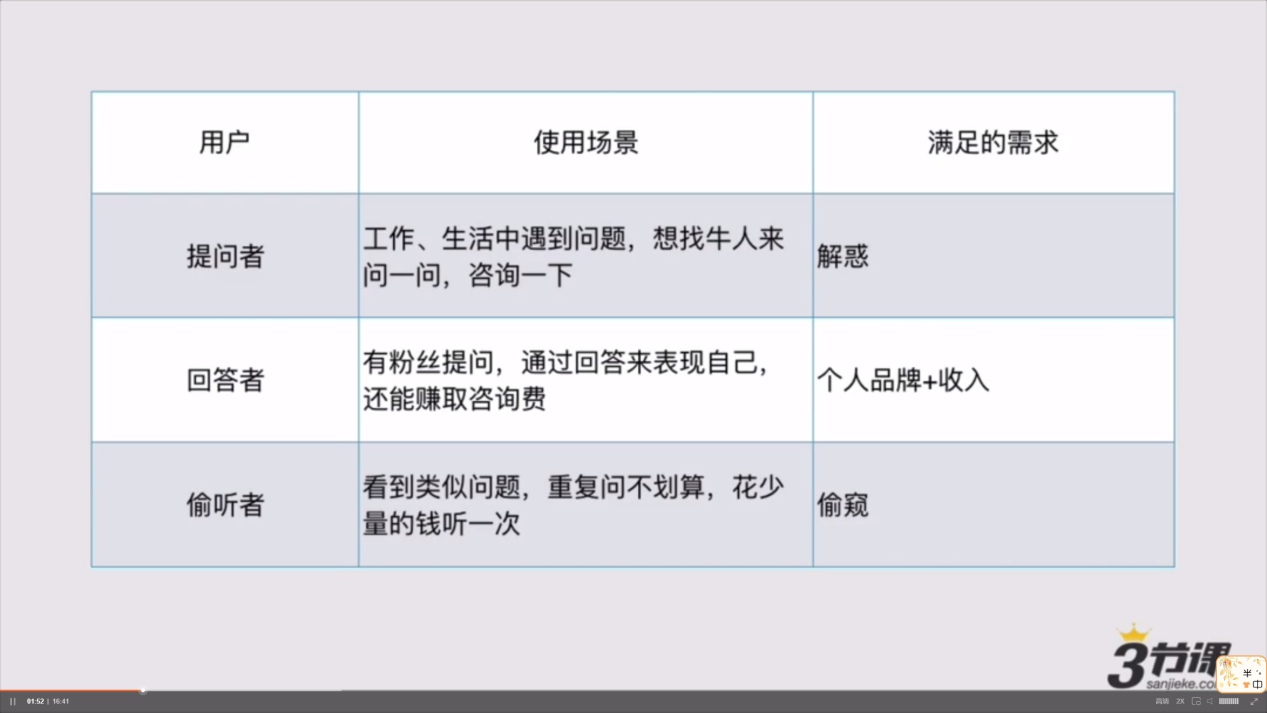 用户
使用场景
满足的需求
提问者
工作、生活中遇到问题，想找牛人来
问一问，咨询一下
解惑
回答者
有粉丝提问，通过回答来表现自己，
还能赚取咨询费
个人品牌+收入
偷听者
看到类似问题，重复问不划算，花少
量的钱听一次
偷窥
3节课
sanjieke.co
半
中
01:52 | 16:41
高清
2X